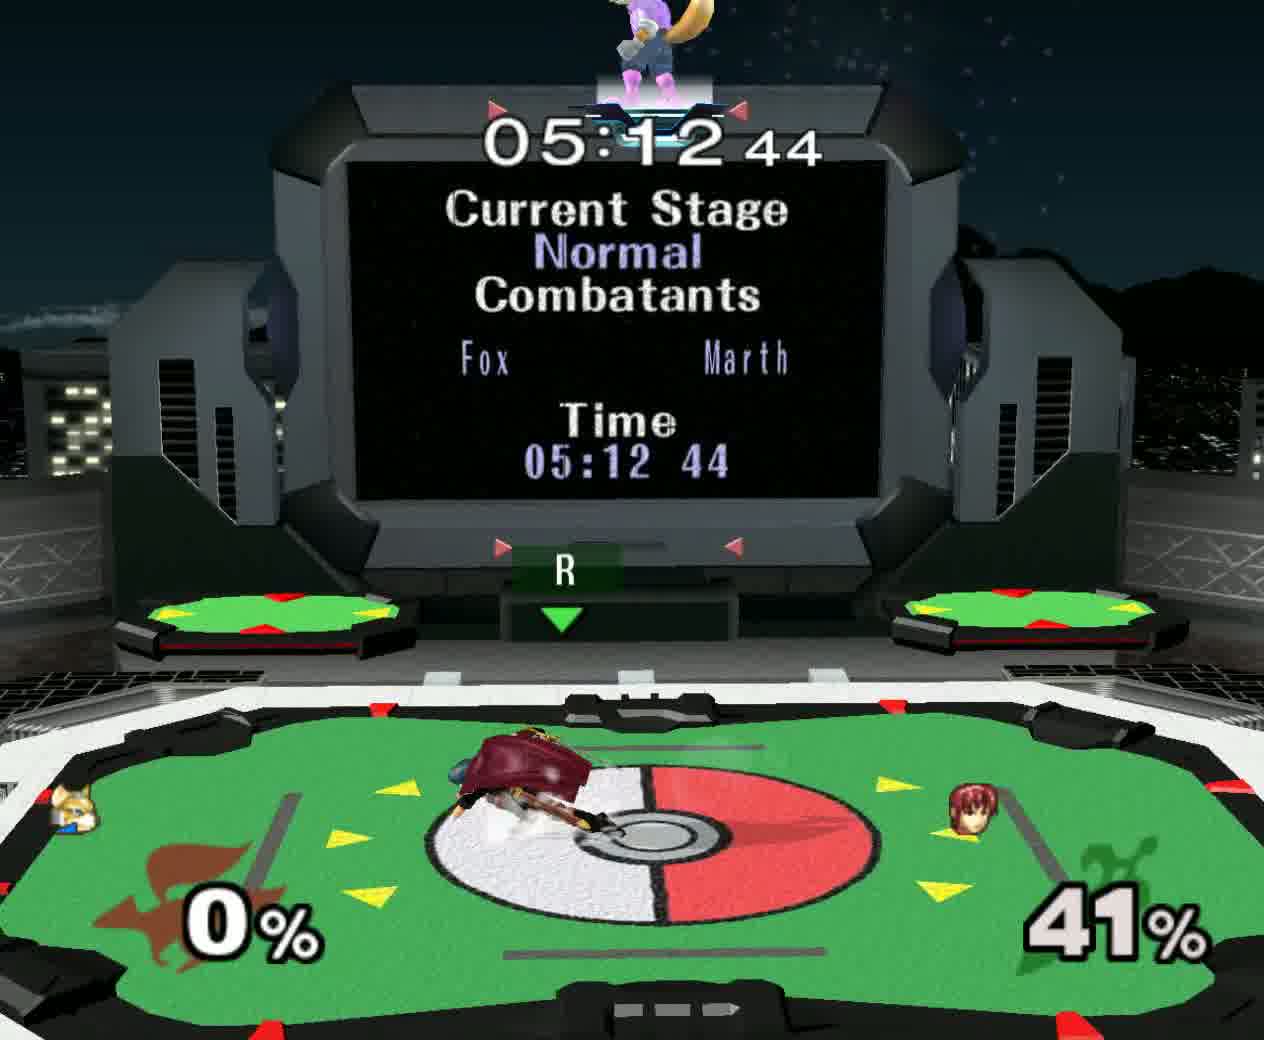 05:12 44
Current Stage
Normal
Combatants
Fox Marth
Time
05:12 44
R
0% 41%